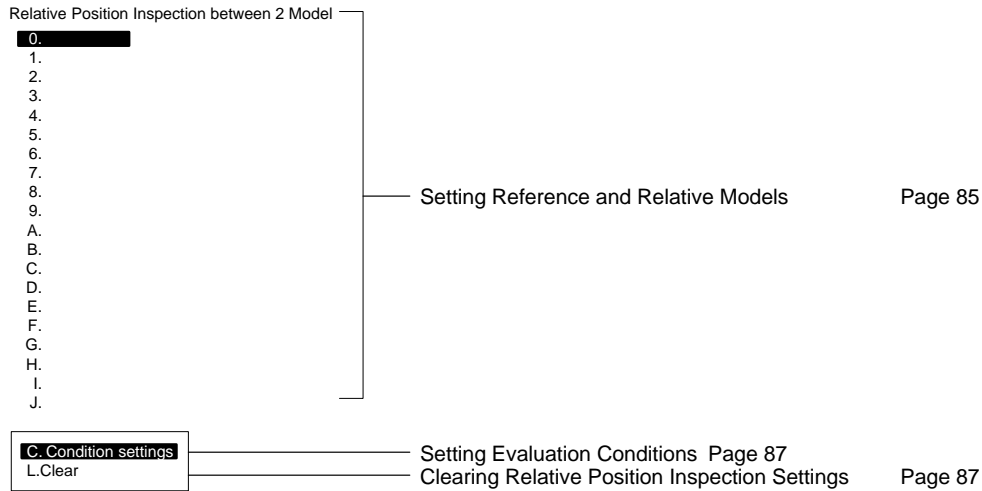 Relative Position Inspection between 2 Model
0.
1.
2.
3.
4.
5.
6.
7.
8.
9.
A.
B.
C.
D.
E.
F.
G.
H.
I.
J.
Setting Reference and Relative Models Page 85
C. Condition settings
L.Clear
Setting Evaluation Conditions Page 87
Clearing Relative Position Inspection Settings Page 87